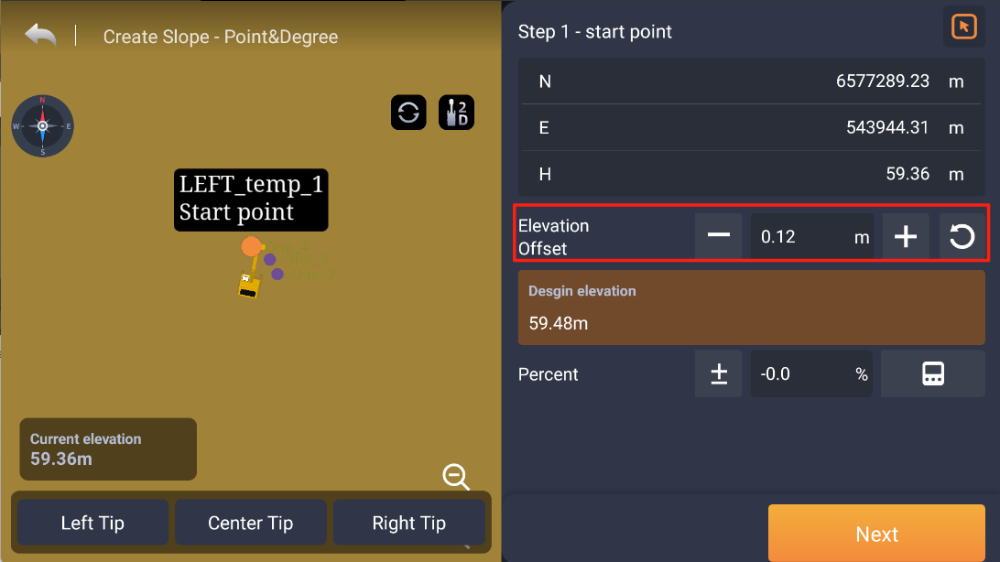 Create Slope - Point&Degree
N
W
E
S
2
D
LEFT_temp_1
Start point
Current elevation
59.36m
Left Tip
Center Tip
Right Tip
Step 1 - start point
N 6577289.23 m
E 543944.31 m
H 59.36 m
Elevation
Offset
0.12 m
Desgin elevation
59.48m
Percent
± -0.0 %
Next